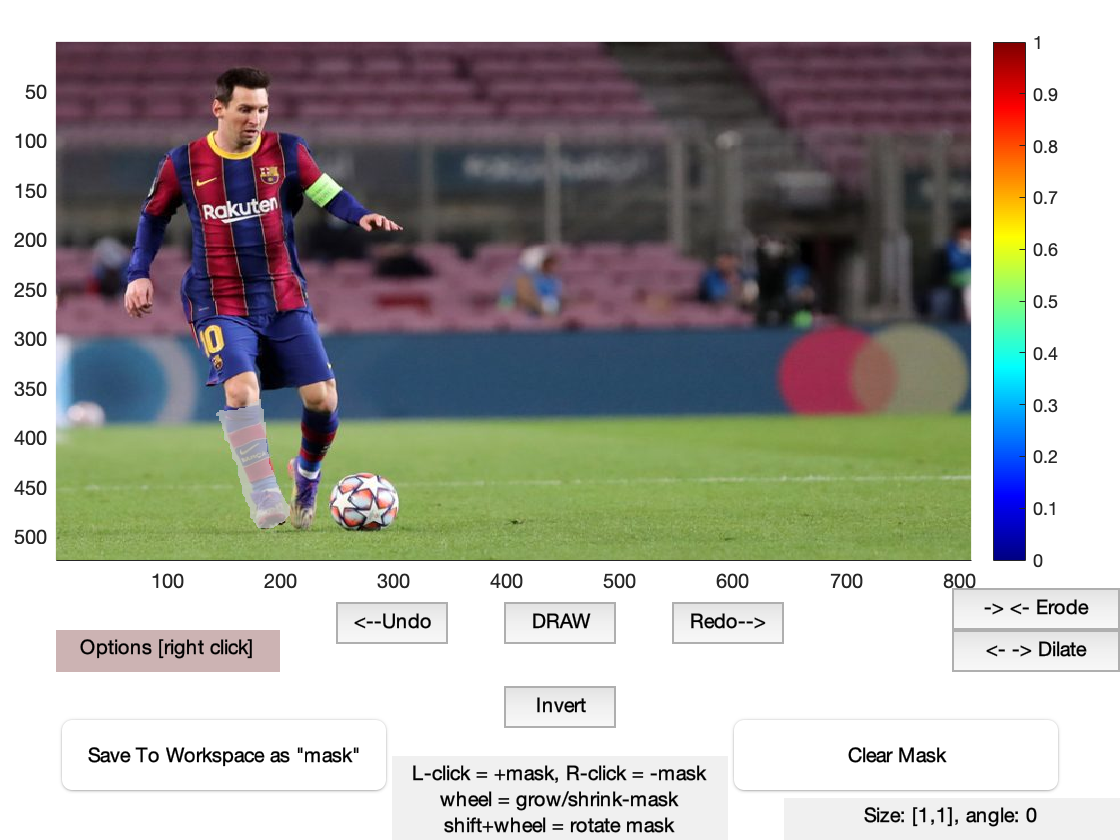 50
100
150
200
250
300
350
400
450
500
100 200 300 400 500 600 700 800
1
0.9
0.8
0.7
0.6
0.5
0.4
0.3
0.2
0.1
0
Rakuten
10
<--Undo
DRAW
Redo-->
-> <- Erode
<- -> Dilate
Options [right click]
Invert
Save To Workspace as "mask"
L-click = +mask, R-click = -mask
wheel = grow/shrink-mask
shift+wheel = rotate mask
Clear Mask
Size: [1,1], angle: 0